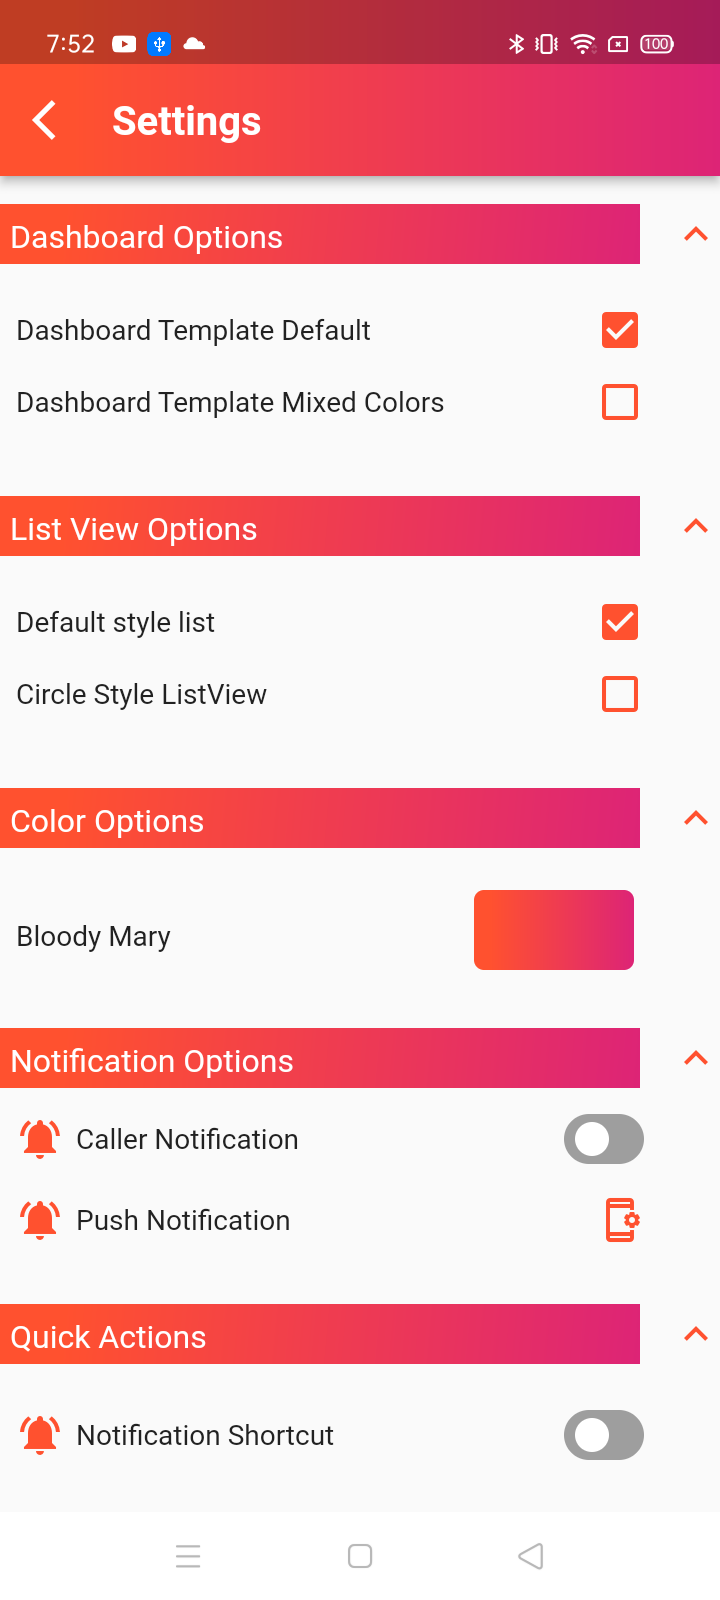 7:52
100
Settings
Dashboard Options
Dashboard Template Default
Dashboard Template Mixed Colors
List View Options
Default style list
Circle Style ListView
Color Options
Bloody Mary
Notification Options
Caller Notification
Push Notification
Quick Actions
Notification Shortcut